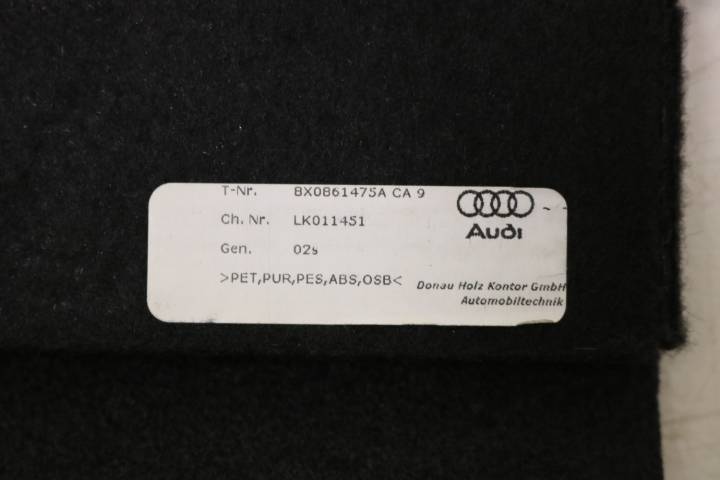 T-Nr. 8X0861475A CA 9
Ch. Nr. LK011451
Gen. 02s
>PET,PUR,PES,ABS,OSB<
Audi
Donau Holz Kontor GmbH
Automobiltechnik